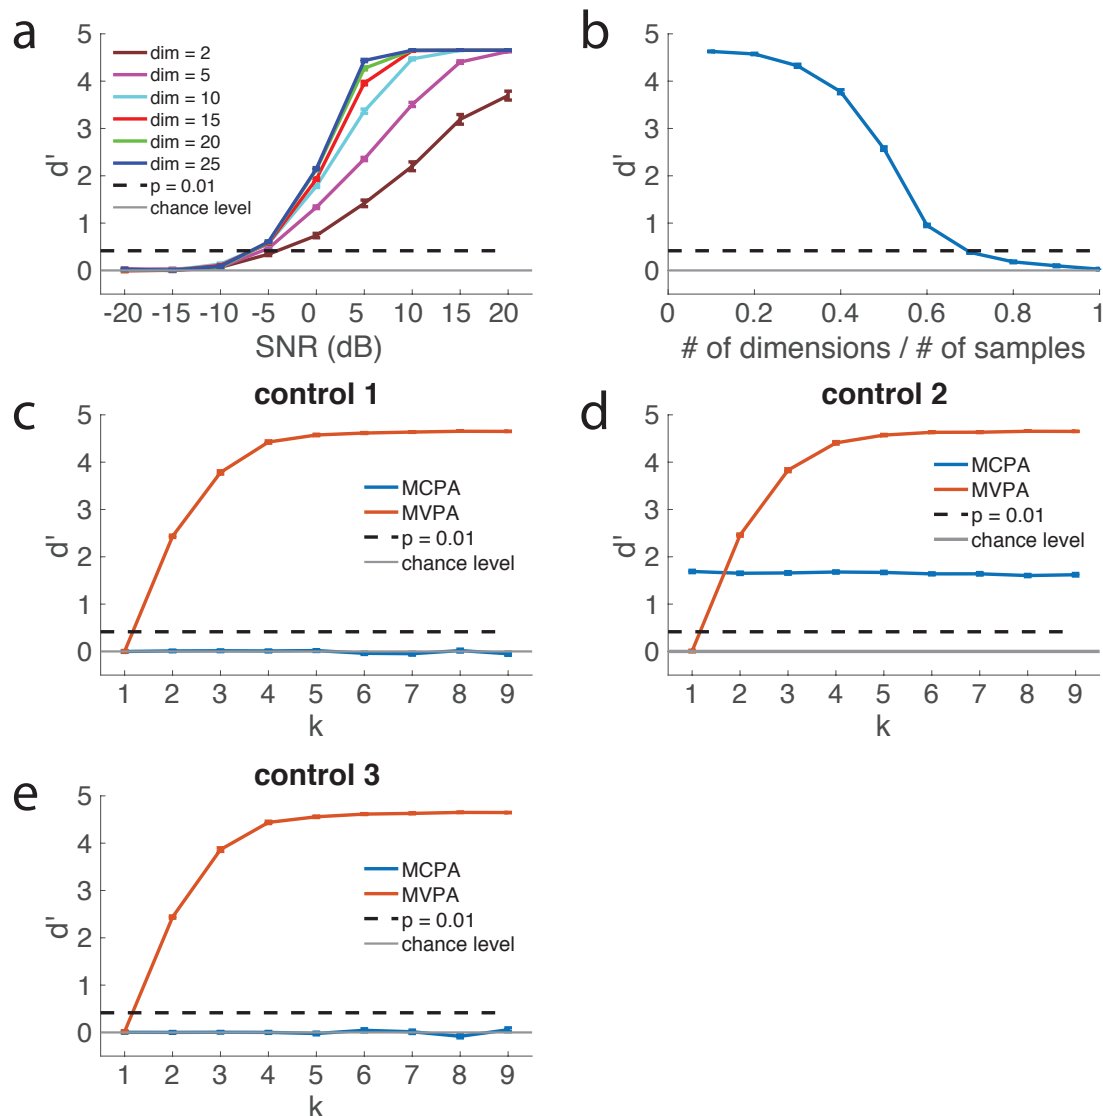 a
5
4
3
2
1
0
d'
dim = 2
dim = 5
dim = 10
dim = 15
dim = 20
dim = 25
p = 0.01
chance level
-20 -15 -10 -5 0 5 10 15 20
SNR (dB)
b
5
4
3
2
1
0
d'
0 0.2 0.4 0.6 0.8 1
# of dimensions / # of samples
c
control 1
5
4
3
2
1
0
d'
MCPA
MVPA
p = 0.01
chance level
1 2 3 4 5 6 7 8 9
k
d
control 2
5
4
3
2
1
0
d'
MCPA
MVPA
p = 0.01
chance level
1 2 3 4 5 6 7 8 9
k
e
control 3
5
4
3
2
1
0
d'
MCPA
MVPA
p = 0.01
chance level
1 2 3 4 5 6 7 8 9
k